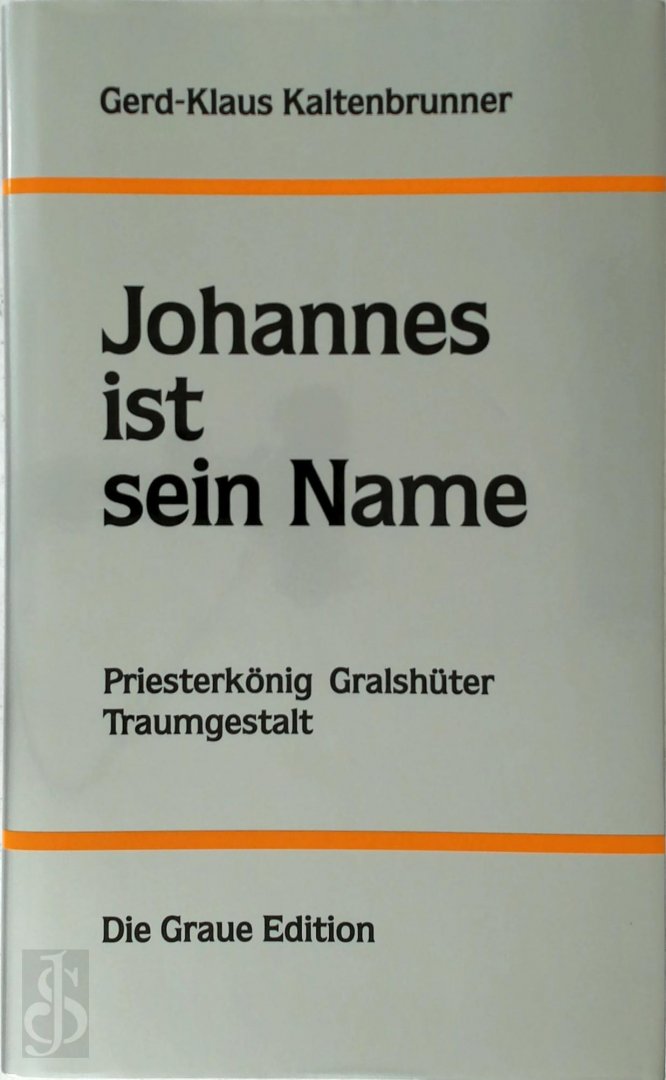 Gerd-Klaus Kaltenbrunner
Johannes
ist
sein Name
Priesterkönig Gralshüter
Traumgestalt
Die Graue Edition